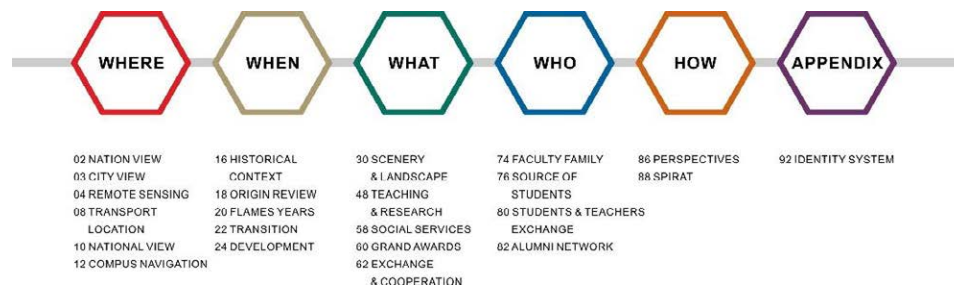 WHERE
WHEN
WHAT
WHO
HOW
APPENDIX
02 NATION VIEW
03 CITY VIEW
04 REMOTE SENSING
08 TRANSPORT
LOCATION
10 NATIONAL VIEW
12 COMPUS NAVIGATION
16 HISTORICAL
CONTEXT
18 ORIGIN REVIEW
20 FLAMES YEARS
22 TRANSITION
24 DEVELOPMENT
30 SCENERY
& LANDSCAPE
48 TEACHING
& RESEARCH
58 SOCIAL SERVICES
60 GRAND AWARDS
62 EXCHANGE
& COOPERATION
74 FACULTY FAMILY
76 SOURCE OF
STUDENTS
80 STUDENTS & TEACHERS
EXCHANGE
82 ALUMNI NETWORK
86 PERSPECTIVES
88 SPIRAT
92 IDENTITY SYSTEM